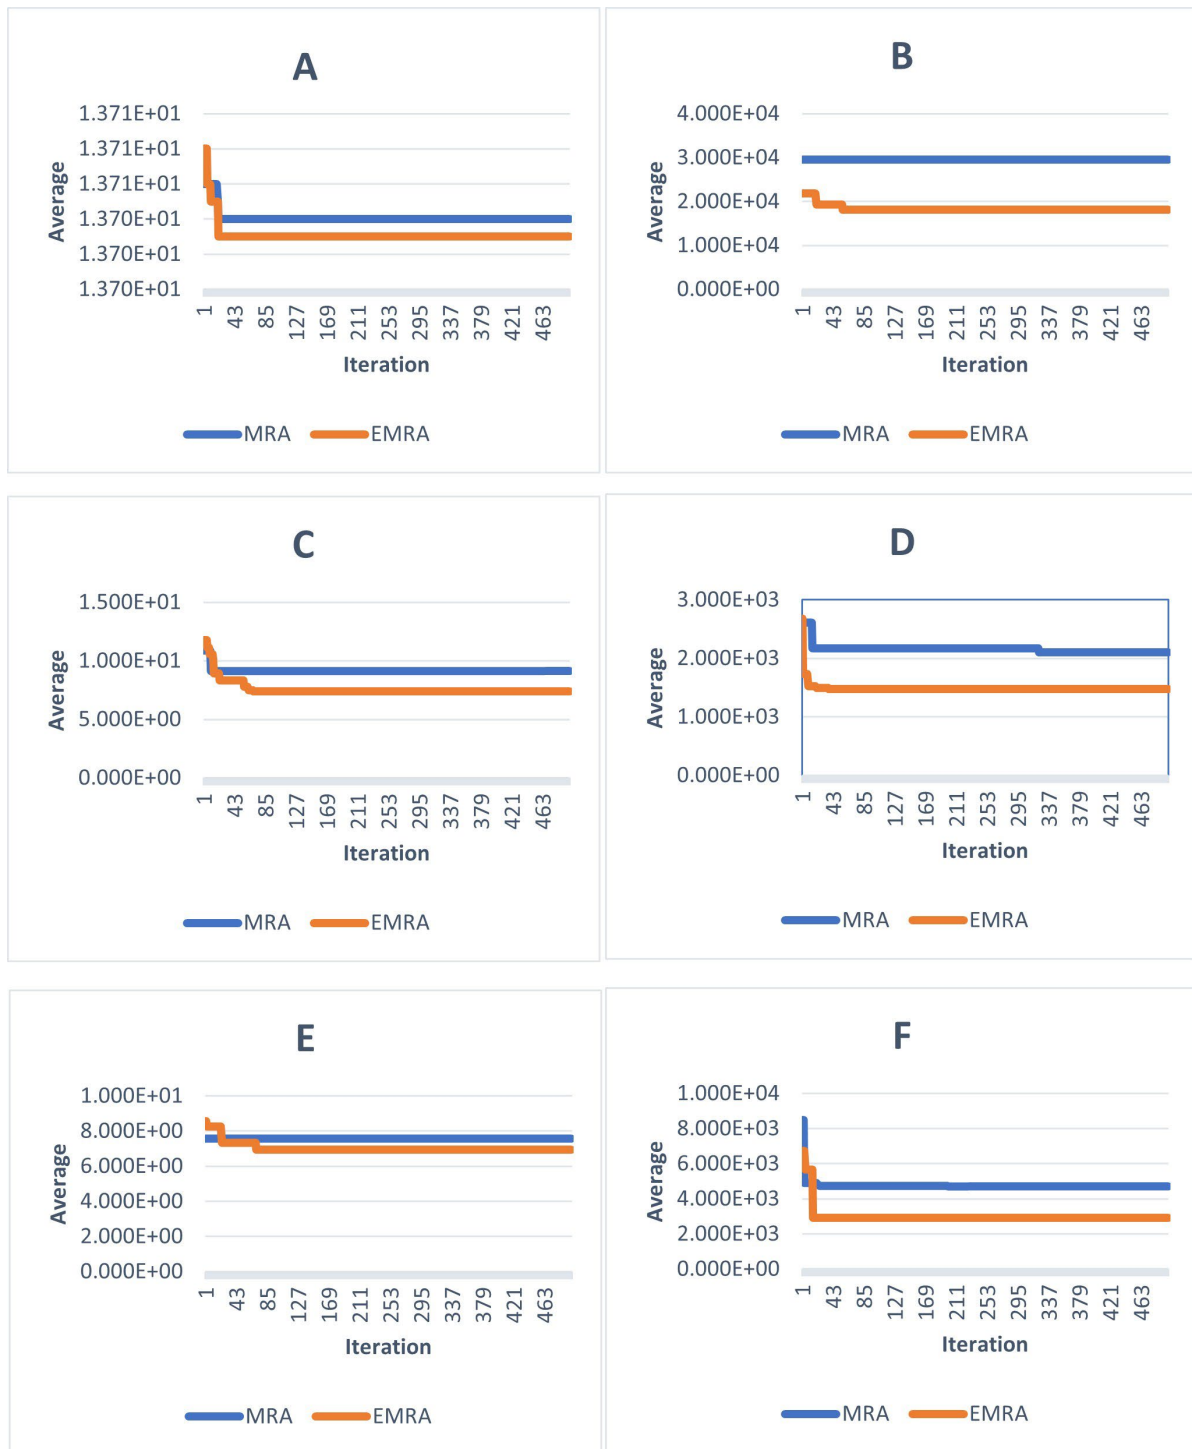 A
1.371E+01
1.371E+01
1.371E+01
1.370E+01
1.370E+01
1.370E+01
Average
1 43 85 127 169 211 253 295 337 379 421 463
Iteration
MRA EMRA
B
4.000E+04
3.000E+04
2.000E+04
1.000E+04
0.000E+00
Average
1 43 85 127 169 211 253 295 337 379 421 463
Iteration
MRA EMRA
C
1.500E+01
1.000E+01
5.000E+00
0.000E+00
Average
1 43 85 127 169 211 253 295 337 379 421 463
Iteration
MRA EMRA
D
3.000E+03
2.000E+03
1.000E+03
0.000E+00
Average
1 43 85 127 169 211 253 295 337 379 421 463
Iteration
MRA EMRA
E
1.000E+01
8.000E+00
6.000E+00
4.000E+00
2.000E+00
0.000E+00
Average
1 43 85 127 169 211 253 295 337 379 421 463
Iteration
MRA EMRA
F
1.000E+04
8.000E+03
6.000E+03
4.000E+03
2.000E+03
0.000E+00
Average
1 43 85 127 169 211 253 295 337 379 421 463
Iteration
MRA EMRA